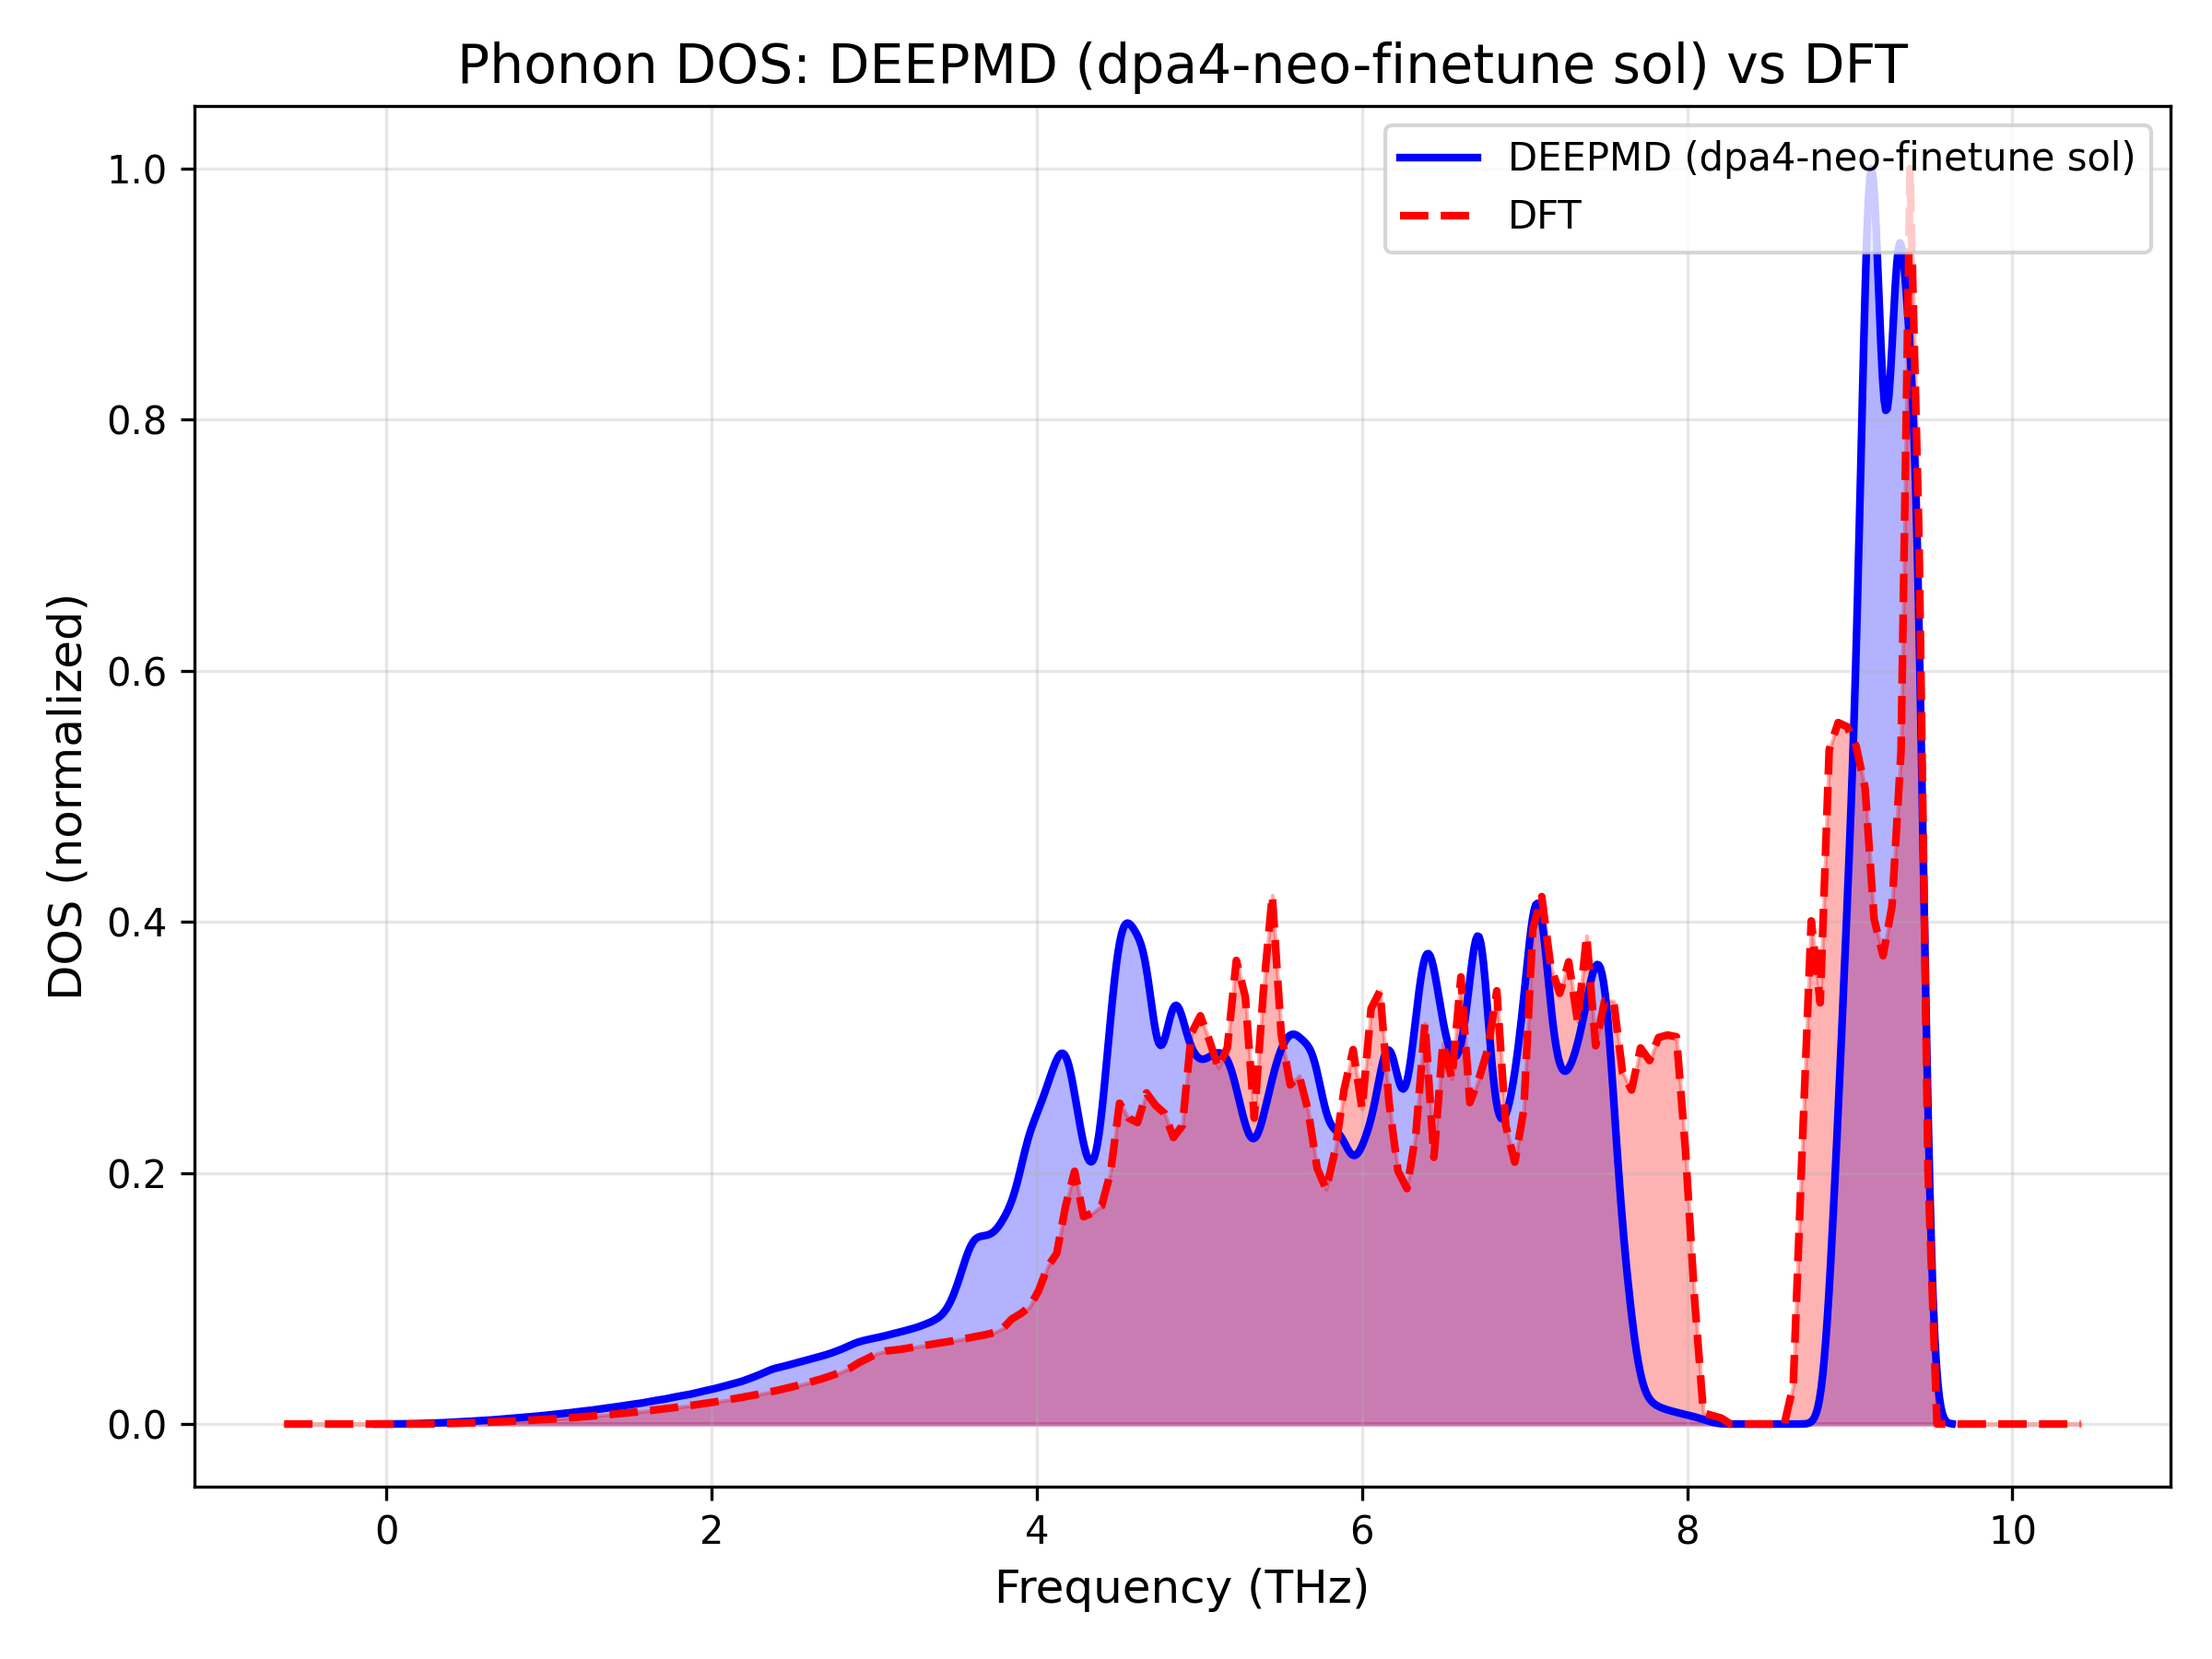 Phonon DOS: DEEPMD (dpa4-neo-finetune sol) vs DFT
DEEPMD (dpa4-neo-finetune sol)
DFT
DOS (normalized)
1.0
0.8
0.6
0.4
0.2
0.0
0 2 4 6 8 10
Frequency (THz)